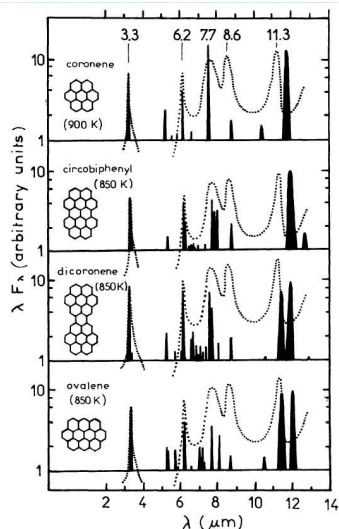 3.3 6.2 7.7 8.6 11.3
coronene
(900 K)
10
1
circobiphenyl
(850 K)
10
1
dicoronene
(850K)
10
1
ovalene
(850 K)
10
1
λ Fλ (arbitrary units)
2 4 6 8 10 12 14
λ (μm)